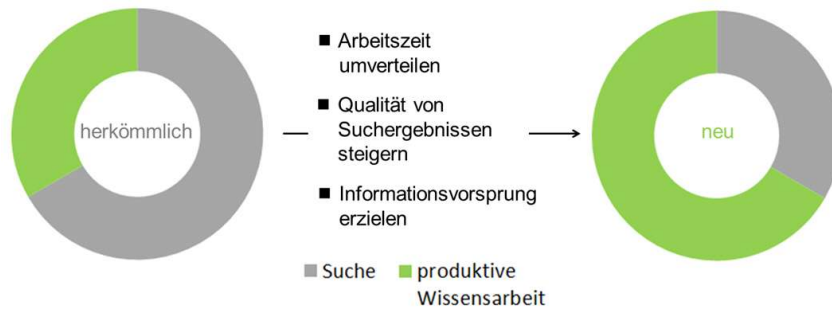 herkömmlich
■ Arbeitszeit
umverteilen
■ Qualität von
Suchergebnissen
steigern
■ Informationsvorsprung
erzielen
neu
Suche
produktive
Wissensarbeit